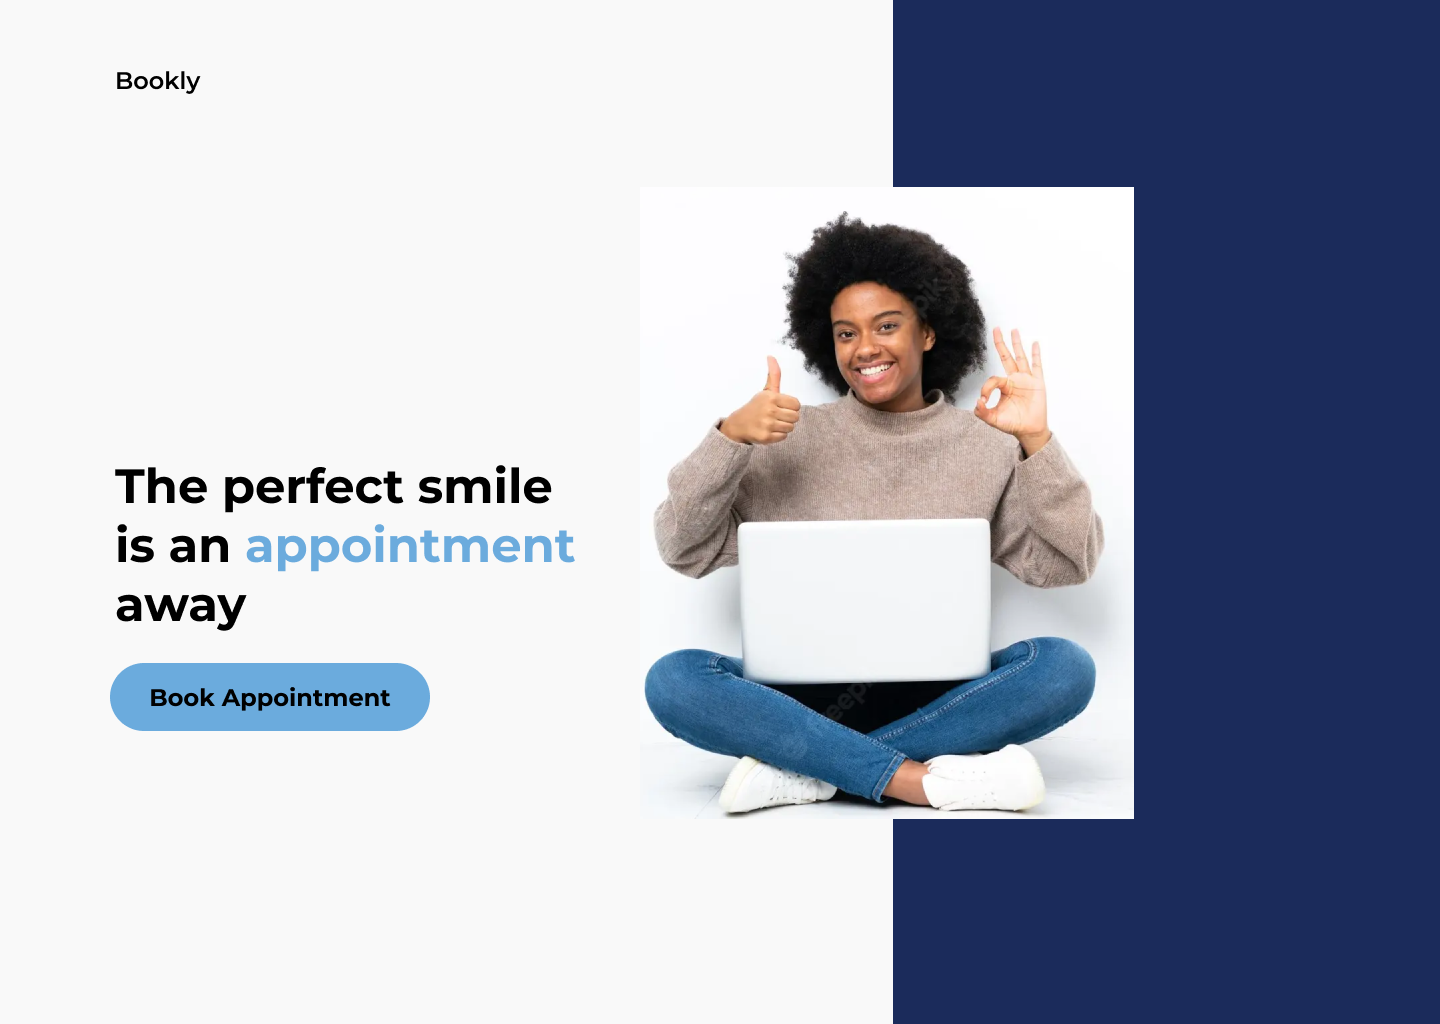 Bookly
The perfect smile
is an appointment
away
Book Appointment